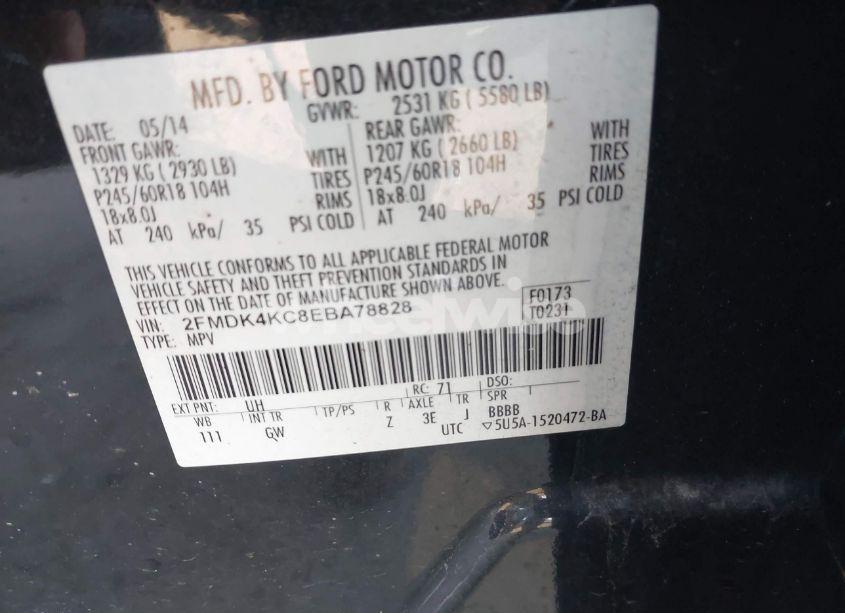 MFD. BY FORD MOTOR CO.
DATE: 05/14 GVWR: 2531 KG ( 5580 LB)
FRONT GAWR: REAR GAWR:
1329 KG ( 2930 LB) WITH 1207 KG ( 2660 LB) WITH
P245/60R18 104H TIRES P245/60R18 104H TIRES
18x8.0J RIMS 18x8.0J RIMS
AT 240 kPa/ 35 PSI COLD AT 240 kPa/ 35 PSI COLD
THIS VEHICLE CONFORMS TO ALL APPLICABLE FEDERAL MOTOR
VEHICLE SAFETY AND THEFT PREVENTION STANDARDS IN
EFFECT ON THE DATE OF MANUFACTURE SHOWN ABOVE.
VIN: 2FMDK4KC8EBA78828 F0173
TYPE: MPV T0231
EXT PNT: UH RC: 71 DSO:
WB INT TR TP/PS R AXLE TR SPR
111 GW Z 3E J BBBB
UTC ▽5U5A-1520472-BA
wheelwise